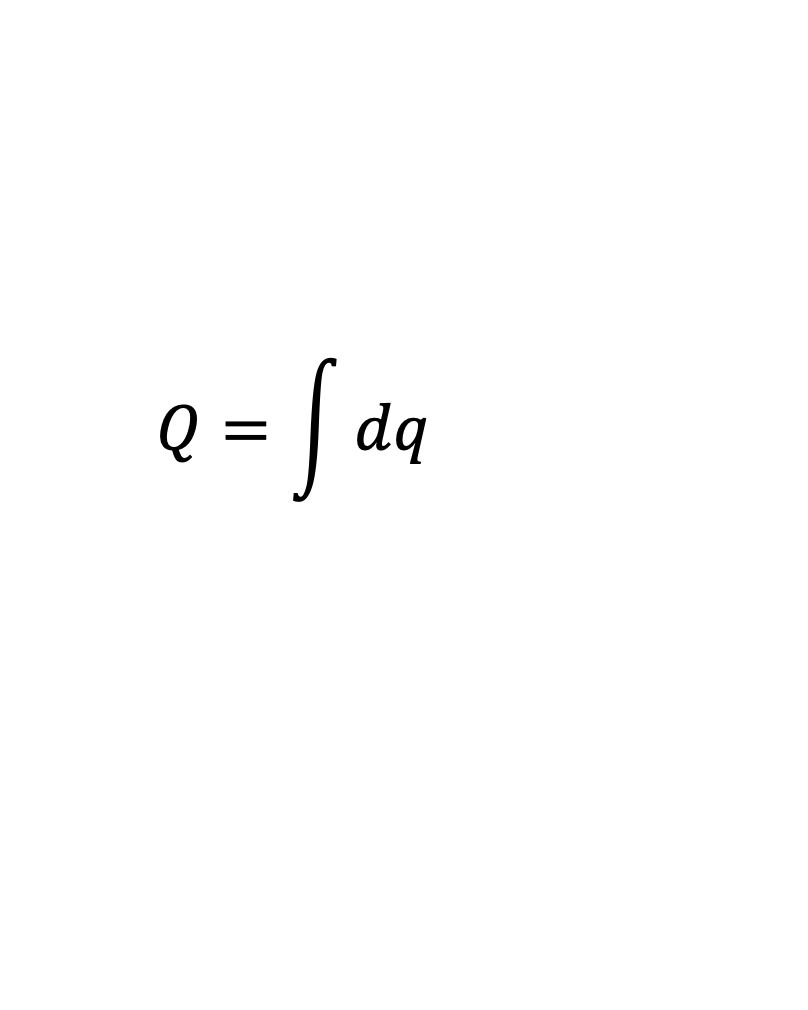 Q = ∫ dq